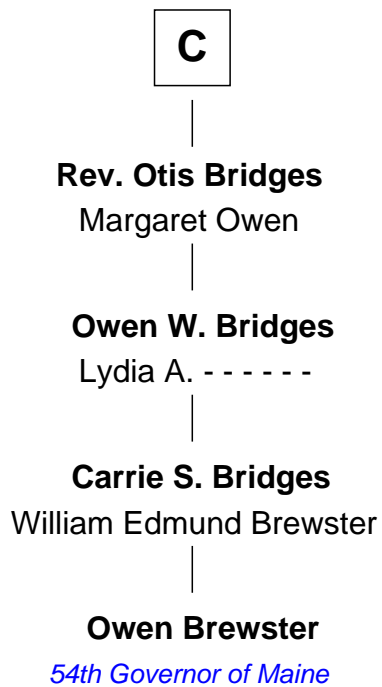 C
Rev. Otis Bridges
Margaret Owen
Owen W. Bridges
Lydia A. - - - - - -
Carrie S. Bridges
William Edmund Brewster
Owen Brewster
54th Governor of Maine